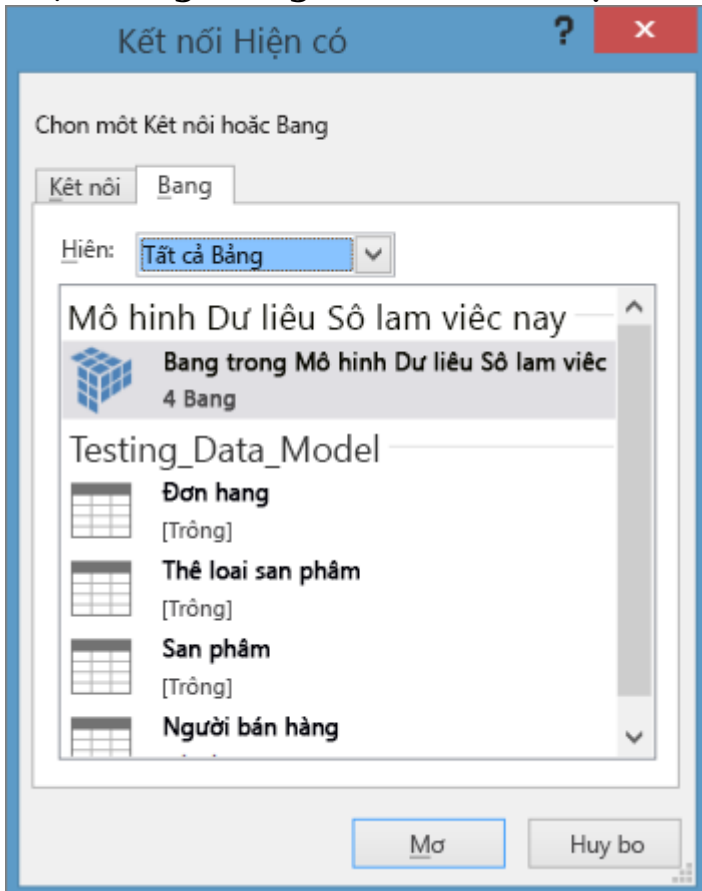 Kết nối Hiện có
?
×
Chon môt Kêt nôi hoăc Bang
Kêt nôi
Bang
Hiên:
Tất cả Bảng
Mô hinh Dư liêu Sô lam viêc nay
Bang trong Mô hinh Dư liêu Sô lam viêc
4 Bang
Testing_Data_Model
Đơn hang
[Trông]
Thê loai san phâm
[Trông]
San phâm
[Trông]
Người bán hàng
Mơ
Huy bo